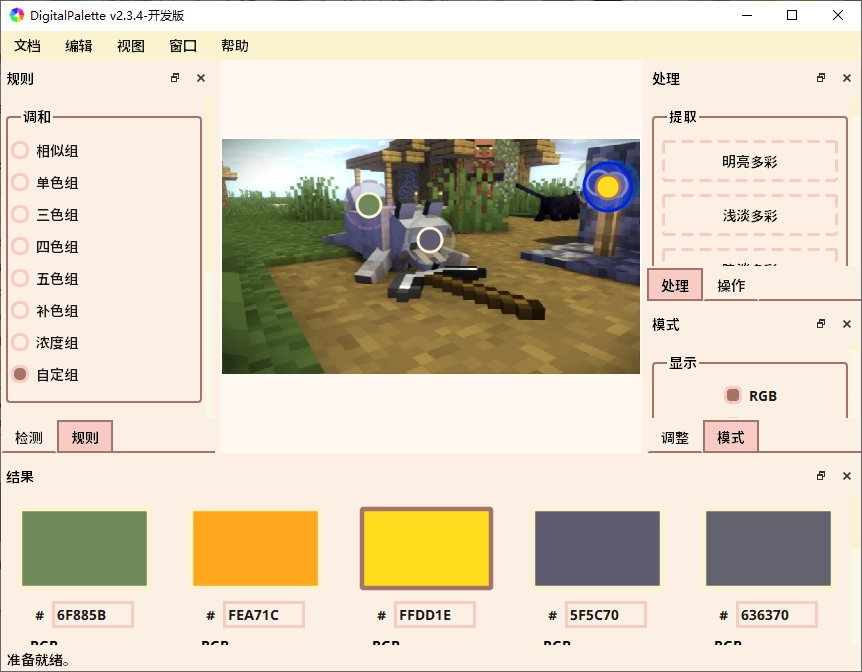 DigitalPalette v2.3.4-开发版
文档 编辑 视图 窗口 帮助
规则
调和
相似组
单色组
三色组
四色组
五色组
补色组
浓度组
自定组
检测 规则
处理
提取
明亮多彩
浅淡多彩
处理 操作
模式
显示
RGB
调整 模式
结果
# 6F885B # FEA71C # FFDD1E # 5F5C70 # 636370
RGB RGB RGB RGB RGB
准备就绪。